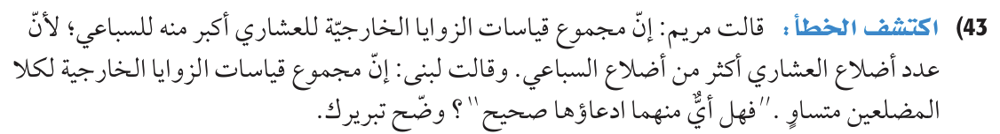 43) اكتشف الخطأ: قالت مريم: إنّ مجموع قياسات الزوايا الخارجيّة للعشاري أكبر منه للسباعي؛ لأنّ
عدد أضلاع العشاري أكثر من أضلاع السباعي. وقالت لبنى: إنّ مجموع قياسات الزوايا الخارجية لكلا
المضلعين متساوٍ .''فهل أيٌّ منهما ادعاؤها صحيح''؟ وضّح تبريرك.